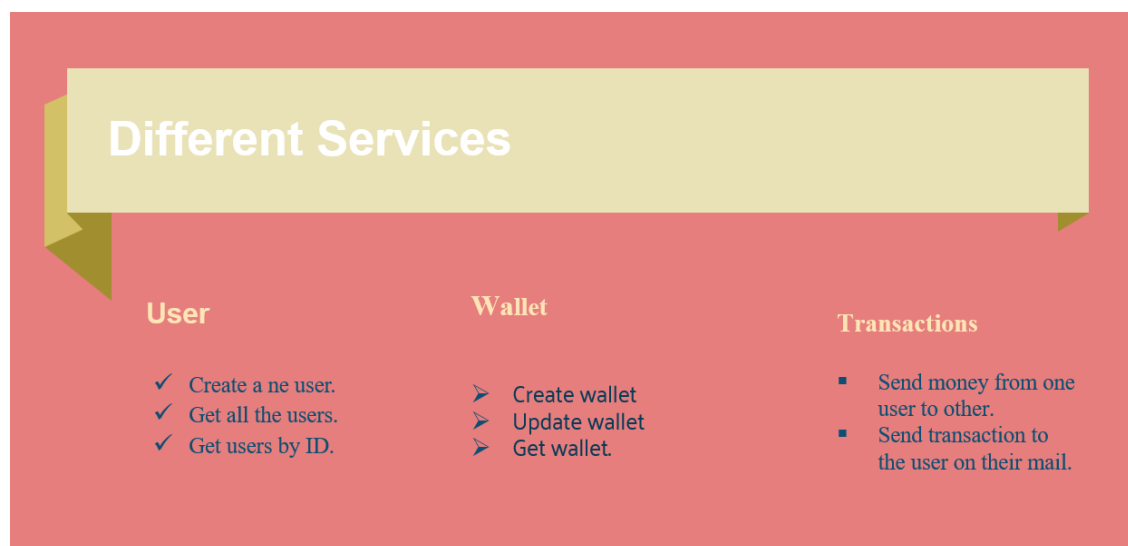 Different Services
User
Create a ne user.
Get all the users.
Get users by ID.
Wallet
Create wallet
Update wallet
Get wallet.
Transactions
Send money from one
user to other.
Send transaction to
the user on their mail.